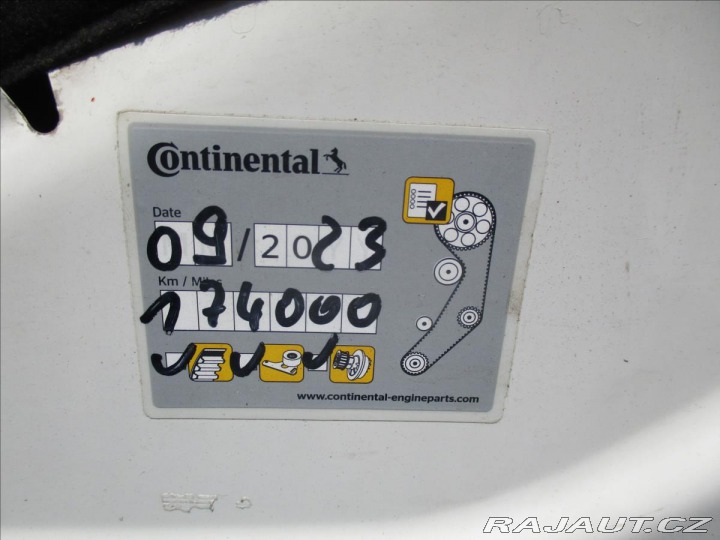 Continental
Date
09/2023
Km / Miles
174000
www.continental-engineparts.com
RAJAUT.CZ